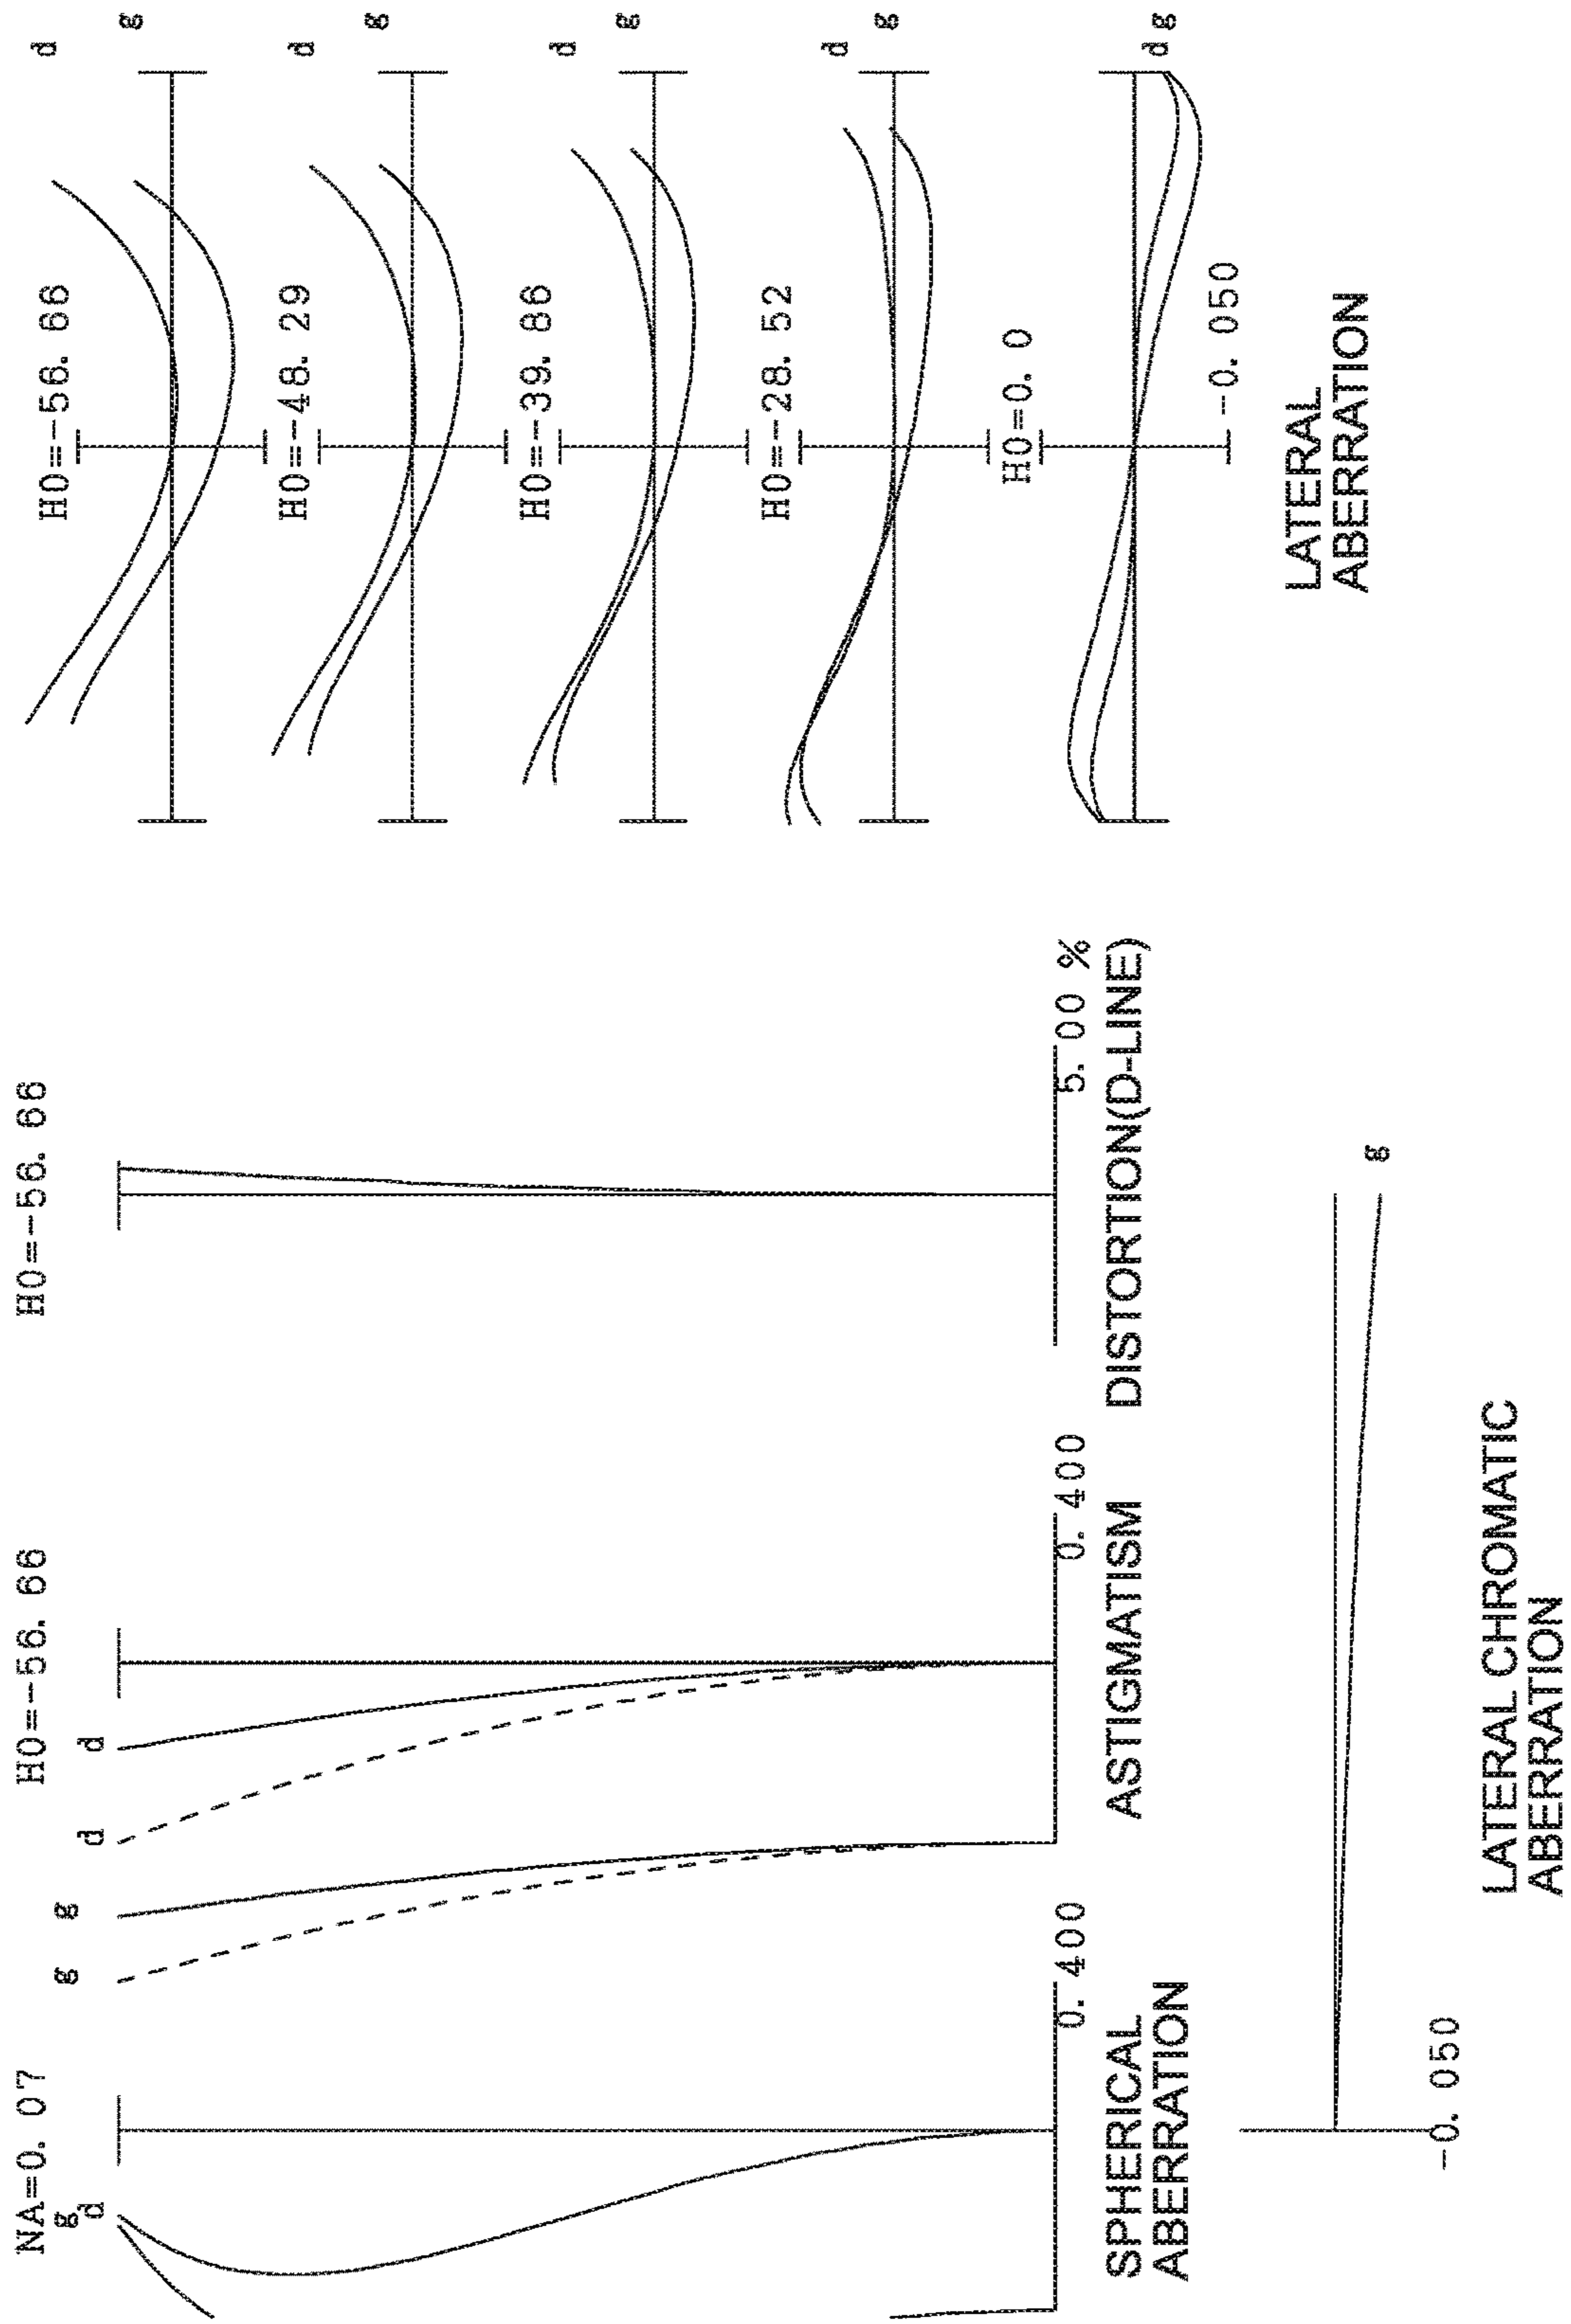 NA=0. 07
g
d
0. 400
SPHERICAL
ABERRATION
H0=-56. 66
d
d
g
g
0. 400
ASTIGMATISM
H0=-56. 66
5. 00 %
DISTORTION(D-LINE)
g
-0. 050
LATERAL CHROMATIC
ABERRATION
H0=-56. 66
d
g
H0=-48. 29
d
g
H0=-39. 86
d
g
H0=-28. 52
d
g
H0=0. 0
d g
-0. 050
LATERAL
ABERRATION